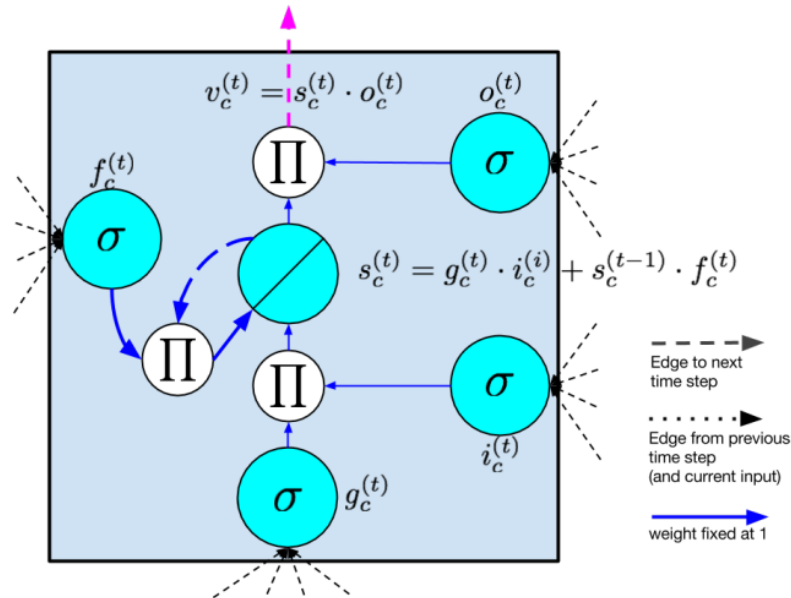 v_c^{(t)} = s_c^{(t)} · o_c^{(t)}
o_c^{(t)}
∏
σ
f_c^{(t)}
σ
s_c^{(t)} = g_c^{(t)} · i_c^{(i)} + s_c^{(t-1)} · f_c^{(t)}
∏
∏
σ
i_c^{(t)}
σ
g_c^{(t)}
Edge to next
time step
Edge from previous
time step
(and current input)
weight fixed at 1